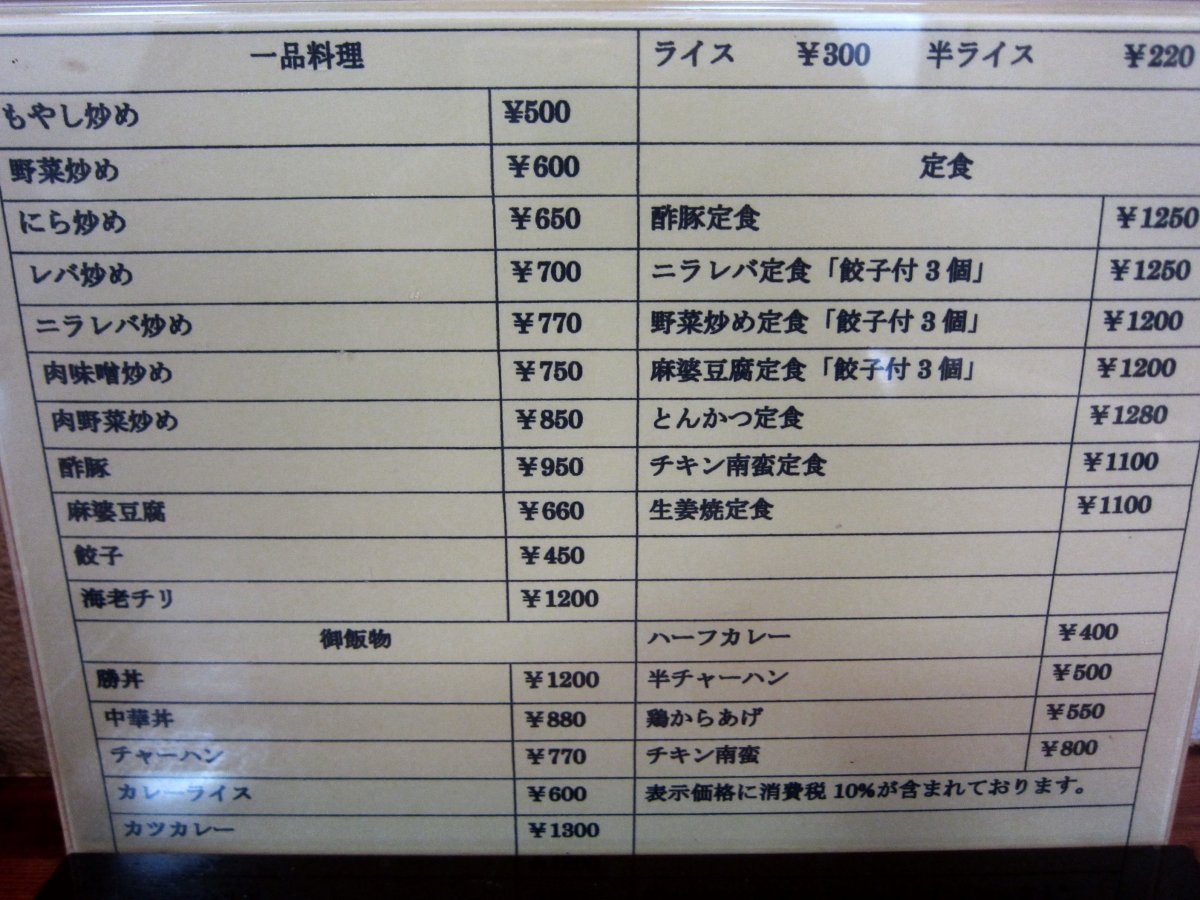 一品料理
もやし炒め ¥500
野菜炒め ¥600
にら炒め ¥650
レバ炒め ¥700
ニラレバ炒め ¥770
肉味噌炒め ¥750
肉野菜炒め ¥850
酢豚 ¥950
麻婆豆腐 ¥660
餃子 ¥450
海老チリ ¥1200
御飯物
勝丼 ¥1200
中華丼 ¥880
チャーハン ¥770
カレーライス ¥600
カツカレー ¥1300
ライス ¥300 半ライス ¥220
定食
酢豚定食 ¥1250
ニラレバ定食「餃子付3個」 ¥1250
野菜炒め定食「餃子付3個」 ¥1200
麻婆豆腐定食「餃子付3個」 ¥1200
とんかつ定食 ¥1280
チキン南蛮定食 ¥1100
生姜焼定食 ¥1100
ハーフカレー ¥400
半チャーハン ¥500
鶏からあげ ¥550
チキン南蛮 ¥800
表示価格に消費税10%が含まれております。